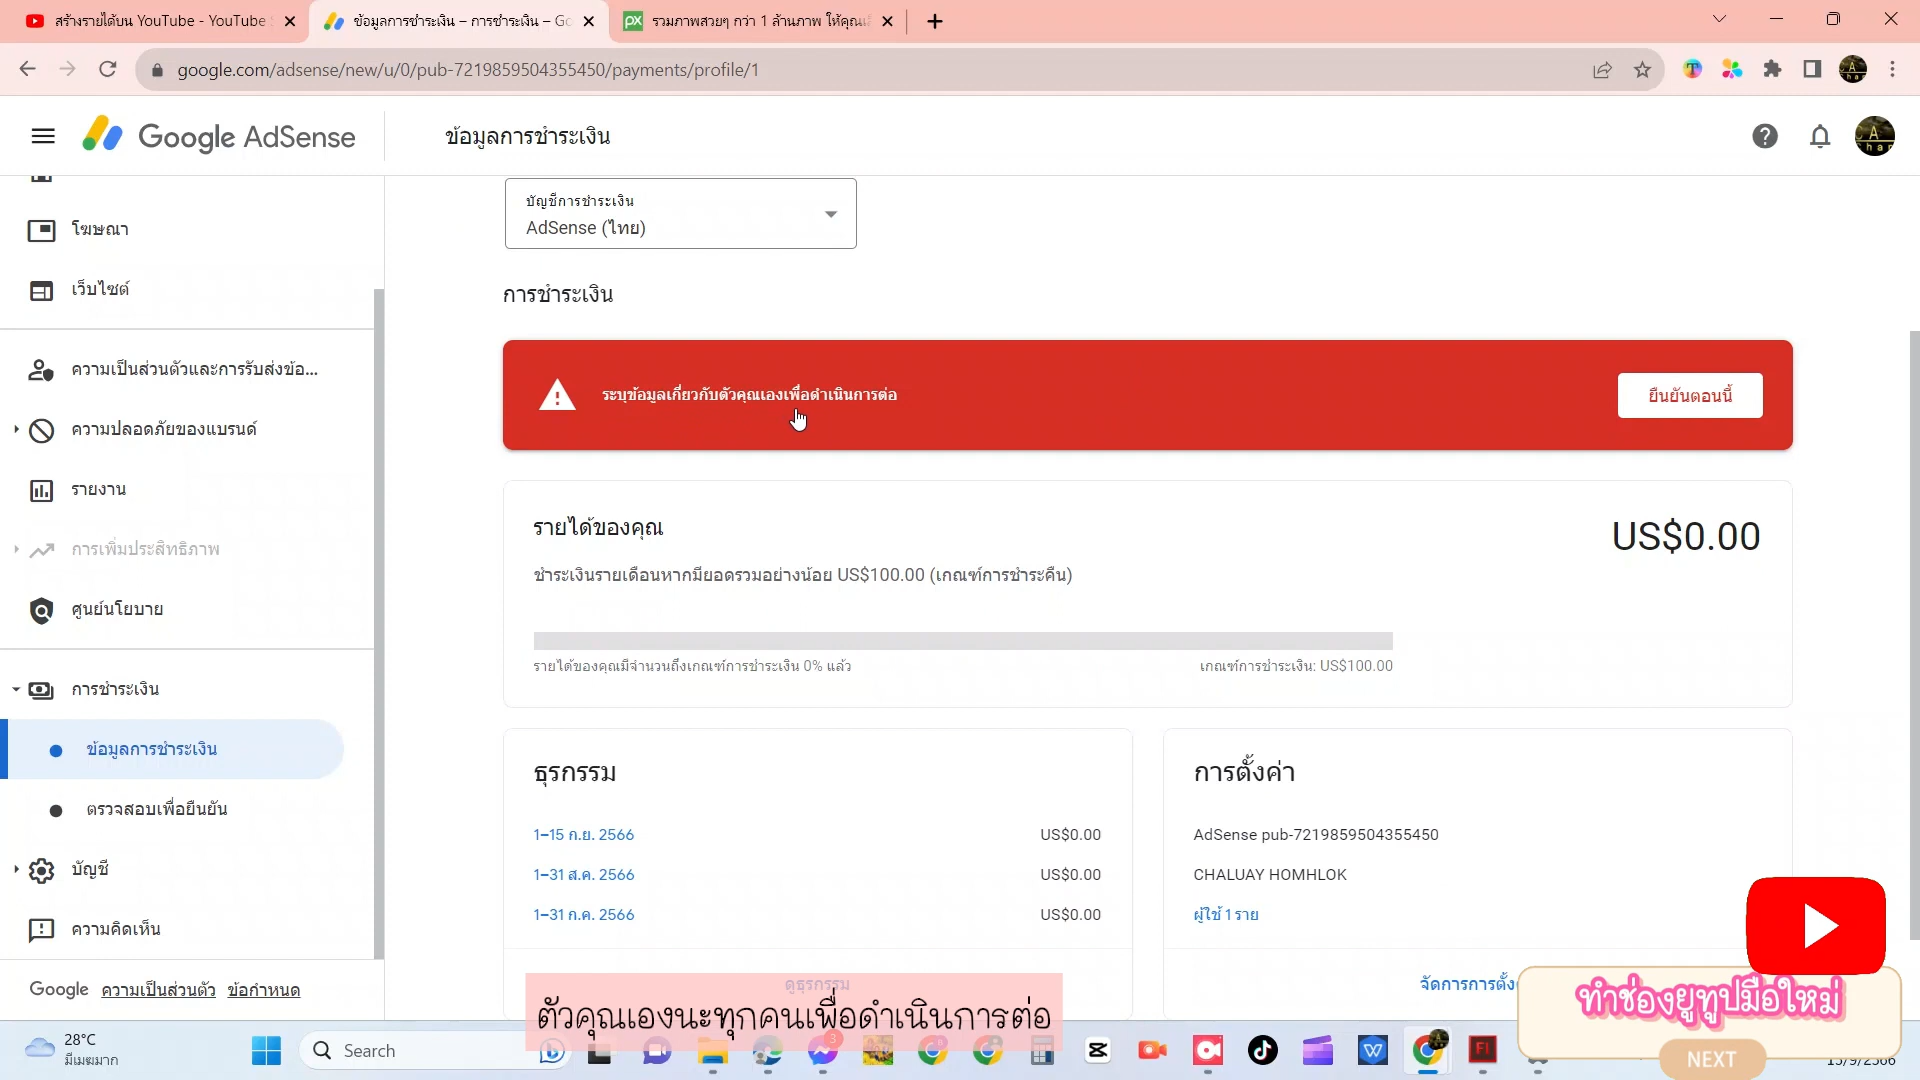 สร้างรายได้บน YouTube - YouTube
ข้อมูลการชำระเงิน – การชำระเงิน – Go
รวมภาพสวยๆ กว่า 1 ล้านภาพ ให้คุณเลื
google.com/adsense/new/u/0/pub-7219859504355450/payments/profile/1
Google AdSense
ข้อมูลการชำระเงิน
บัญชีการชำระเงิน
AdSense (ไทย)
โฆษณา
เว็บไซต์
การชำระเงิน
ความเป็นส่วนตัวและการรับส่งข้อ...
ระบุข้อมูลเกี่ยวกับตัวคุณเองเพื่อดำเนินการต่อ
ยืนยันตอนนี้
ความปลอดภัยของแบรนด์
รายงาน
การเพิ่มประสิทธิภาพ
ศูนย์นโยบาย
รายได้ของคุณ
US$0.00
ชำระเงินรายเดือนหากมียอดรวมอย่างน้อย US$100.00 (เกณฑ์การชำระคืน)
รายได้ของคุณมีจำนวนถึงเกณฑ์การชำระเงิน 0% แล้ว
เกณฑ์การชำระเงิน: US$100.00
การชำระเงิน
ข้อมูลการชำระเงิน
ตรวจสอบเพื่อยืนยัน
บัญชี
ความคิดเห็น
ธุรกรรม
1–15 ก.ย. 2566 US$0.00
1–31 ส.ค. 2566 US$0.00
1–31 ก.ค. 2566 US$0.00
ดูธุรกรรม
การตั้งค่า
AdSense pub-7219859504355450
CHALUAY HOMHLOK
ผู้ใช้ 1 ราย
จัดการการตั้ง
Google ความเป็นส่วนตัว ข้อกำหนด
ตัวคุณเองนะทุกคนเพื่อดำเนินการต่อ
ทำช่องยูทูปมือใหม่
NEXT
28°C
มีเมฆมาก
Search
15/9/2566